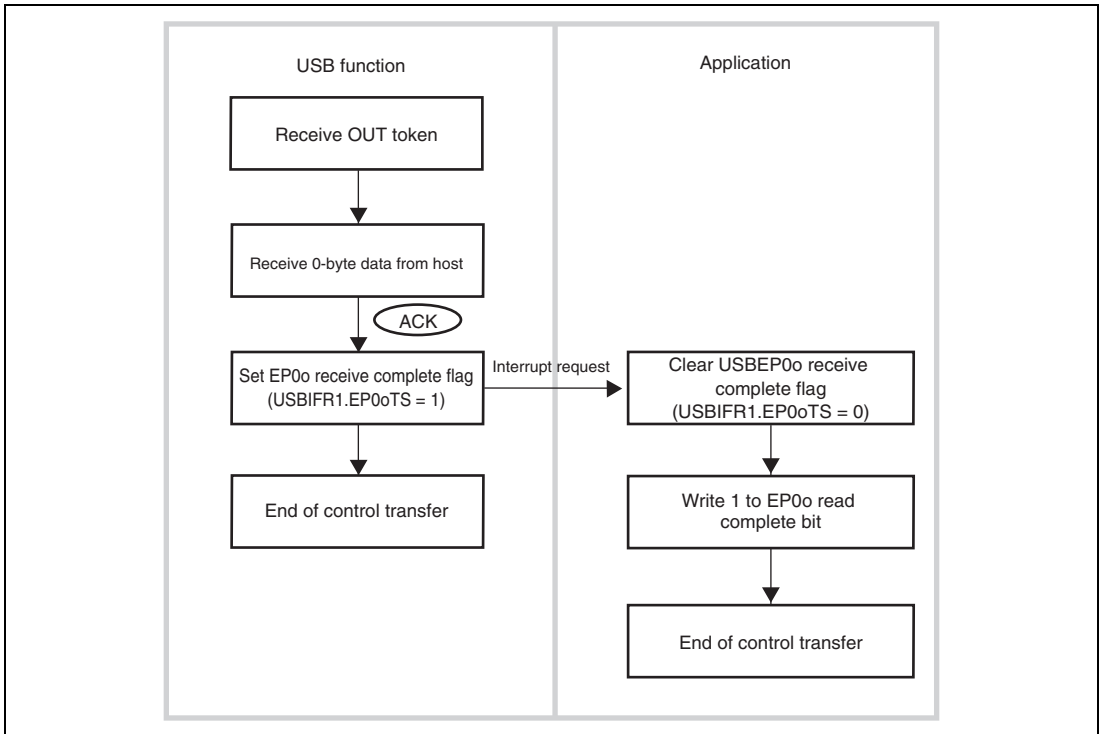 USB function
Application
Receive OUT token
Receive 0-byte data from host
ACK
Set EP0o receive complete flag
(USBIFR1.EP0oTS = 1)
Interrupt request
Clear USBEP0o receive
complete flag
(USBIFR1.EP0oTS = 0)
End of control transfer
Write 1 to EP0o read
complete bit
End of control transfer